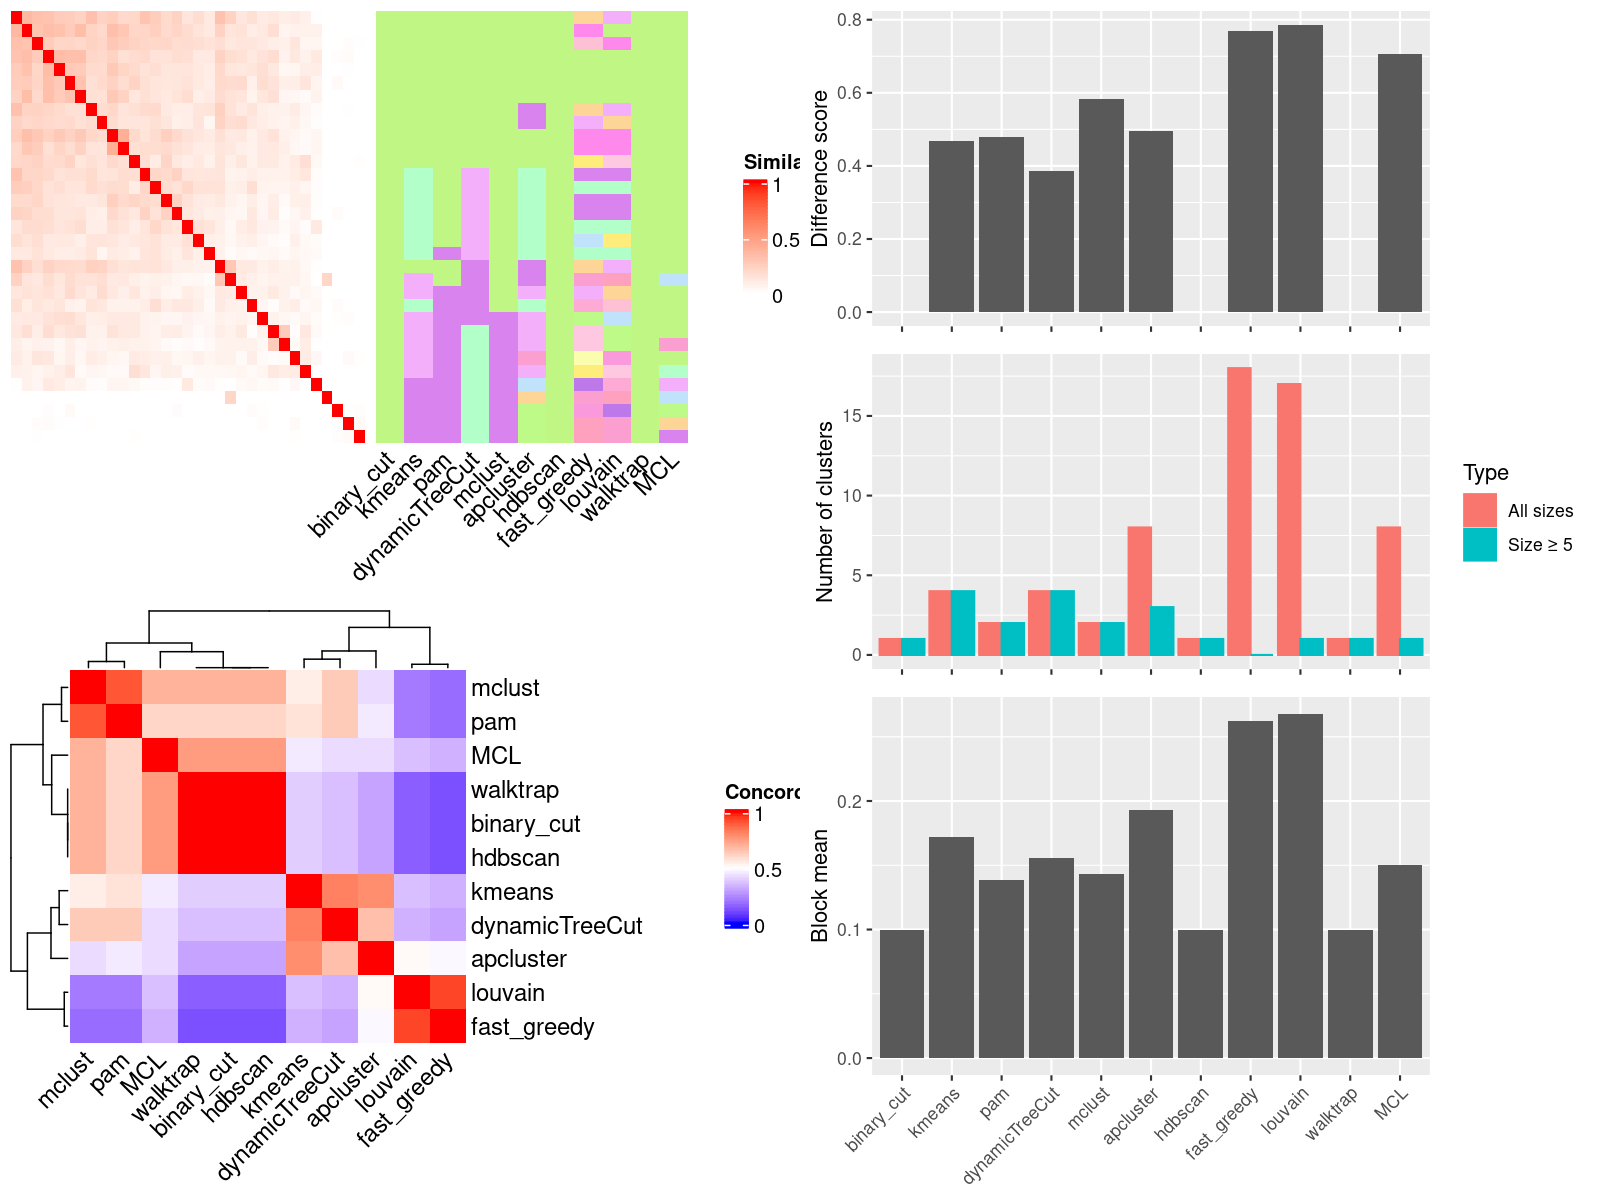 Simila
1
0.5
0
binary_cut
kmeans
pam
dynamicTreeCut
mclust
apcluster
hdbscan
fast_greedy
louvain
walktrap
MCL
mclust
pam
MCL
walktrap
binary_cut
hdbscan
kmeans
dynamicTreeCut
apcluster
louvain
fast_greedy
Concord
1
0.5
0
mclust
pam
MCL
walktrap
binary_cut
hdbscan
kmeans
dynamicTreeCut
apcluster
louvain
fast_greedy
Difference score
0.8
0.6
0.4
0.2
0.0
Number of clusters
15
10
5
0
Type
All sizes
Size ≥ 5
Block mean
0.2
0.1
0.0
binary_cut
kmeans
pam
dynamicTreeCut
mclust
apcluster
hdbscan
fast_greedy
louvain
walktrap
MCL